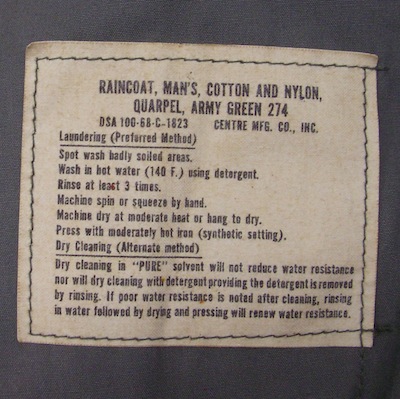 RAINCOAT, MAN'S, COTTON AND NYLON,
QUARPEL, ARMY GREEN 274
DSA 100-68-C-1823 CENTRE MFG. CO., INC.
Laundering (Preferred Method)
Spot wash badly soiled areas.
Wash in hot water (140 F.) using detergent.
Rinse at least 3 times.
Machine spin or squeeze by hand.
Machine dry at moderate heat or hang to dry.
Press with moderately hot iron (synthetic setting).
Dry Cleaning (Alternate method)
Dry cleaning in "PURE" solvent will not reduce water resistance
nor will dry cleaning with detergent providing the detergent is removed
by rinsing. If poor water resistance is noted after cleaning, rinsing
in water followed by drying and pressing will renew water resistance.